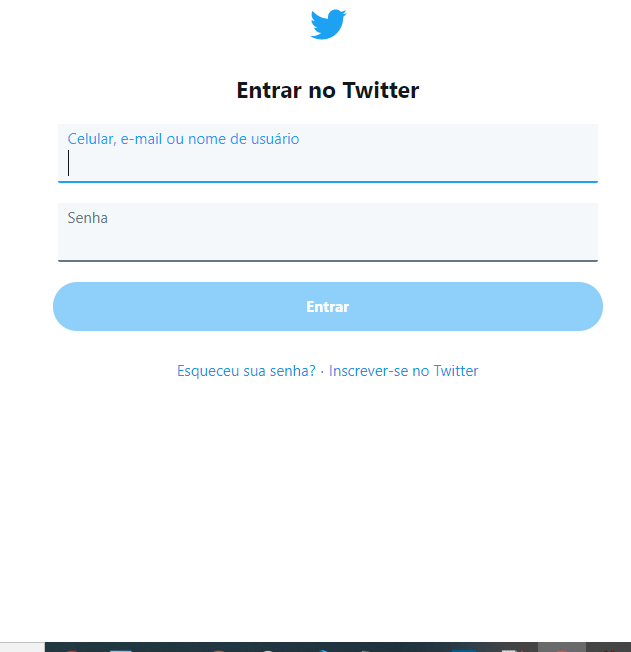 Entrar no Twitter
Celular, e-mail ou nome de usuário
Senha
Entrar
Esqueceu sua senha? · Inscrever-se no Twitter